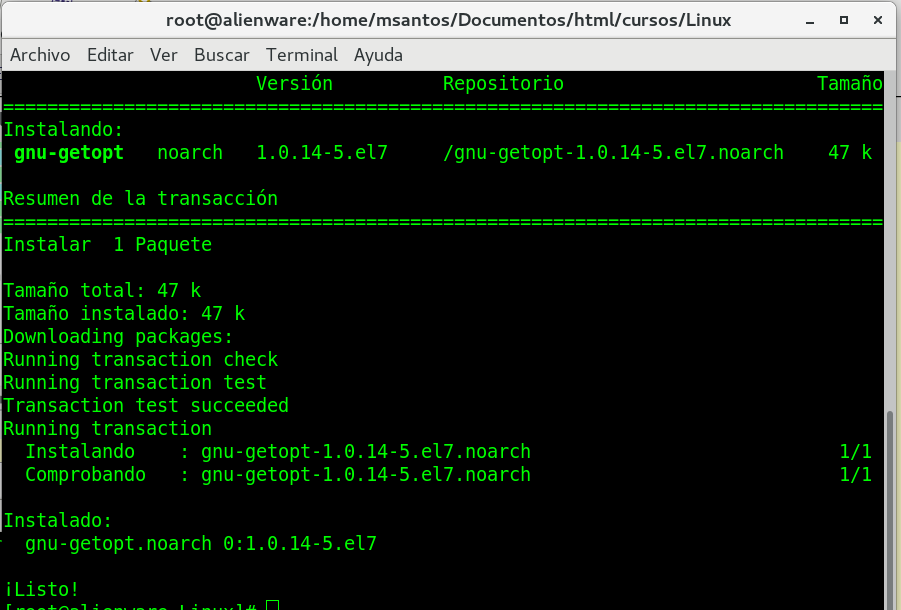 root@alienware:/home/msantos/Documentos/html/cursos/Linux
Archivo Editar Ver Buscar Terminal Ayuda
Versión Repositorio Tamaño
================================================================================
Instalando:
gnu-getopt noarch 1.0.14-5.el7 /gnu-getopt-1.0.14-5.el7.noarch 47 k
Resumen de la transacción
================================================================================
Instalar 1 Paquete
Tamaño total: 47 k
Tamaño instalado: 47 k
Downloading packages:
Running transaction check
Running transaction test
Transaction test succeeded
Running transaction
Instalando : gnu-getopt-1.0.14-5.el7.noarch 1/1
Comprobando : gnu-getopt-1.0.14-5.el7.noarch 1/1
Instalado:
gnu-getopt.noarch 0:1.0.14-5.el7
¡Listo!
[root@alienware Linux]#